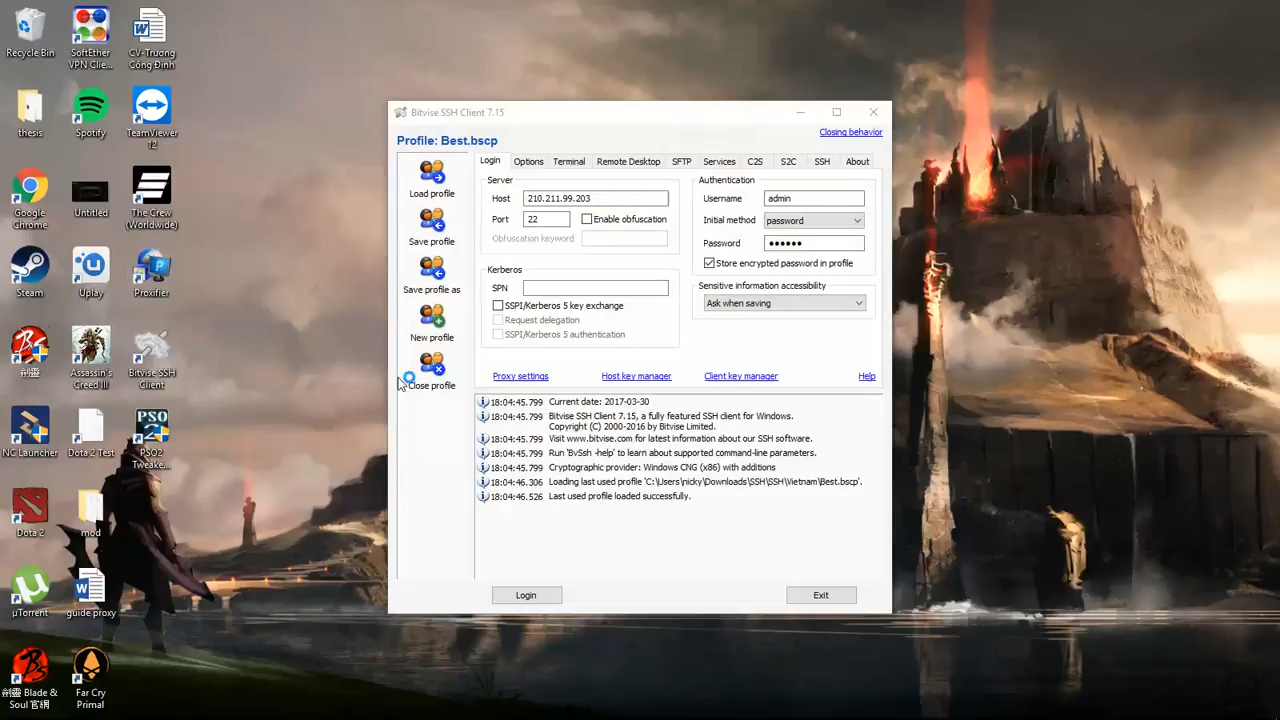 Recycle Bin
SoftEther
VPN Clie...
CV-Trương
Công Định
thesis
Spotify
TeamViewer
12
Google
Chrome
Untitled
The Crew
(Worldwide)
Steam
Uplay
Proxifier
劍靈
Assassin's
Creed III
Bitvise SSH
Client
NC Launcher
Dota 2 Test
PSO2
PSO2
Tweake...
Dota 2
mod
µTorrent
guide proxy
劍靈 Blade &
Soul 官網
Far Cry
Primal
Bitvise SSH Client 7.15
Closing behavior
Profile: Best.bscp
Load profile
Save profile
Save profile as
New profile
Close profile
Login
Options
Terminal
Remote Desktop
SFTP
Services
C2S
S2C
SSH
About
Server
Host
210.211.99.203
Port
22
Enable obfuscation
Obfuscation keyword
Kerberos
SPN
SSPI/Kerberos 5 key exchange
Request delegation
SSPI/Kerberos 5 authentication
Authentication
Username
admin
Initial method
password
Password
••••••
Store encrypted password in profile
Sensitive information accessibility
Ask when saving
Proxy settings
Host key manager
Client key manager
Help
18:04:45.799 Current date: 2017-03-30
18:04:45.799 Bitvise SSH Client 7.15, a fully featured SSH client for Windows.
Copyright (C) 2000-2016 by Bitvise Limited.
18:04:45.799 Visit www.bitvise.com for latest information about our SSH software.
18:04:45.799 Run 'BvSsh -help' to learn about supported command-line parameters.
18:04:45.799 Cryptographic provider: Windows CNG (x86) with additions
18:04:46.306 Loading last used profile 'C:\Users\nicky\Downloads\SSH\SSH\Vietnam\Best.bscp'.
18:04:46.526 Last used profile loaded successfully.
Login
Exit